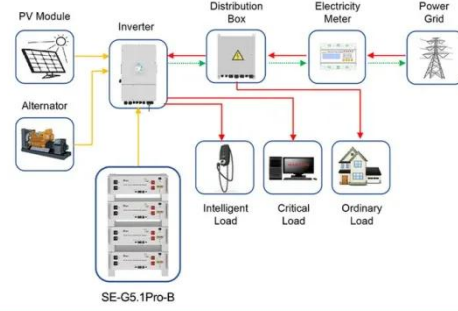 PV Module
Inverter
Distribution
Box
Electricity
Meter
Power
Grid
Alternator
Intelligent
Load
Critical
Load
Ordinary
Load
SE-G5.1Pro-B